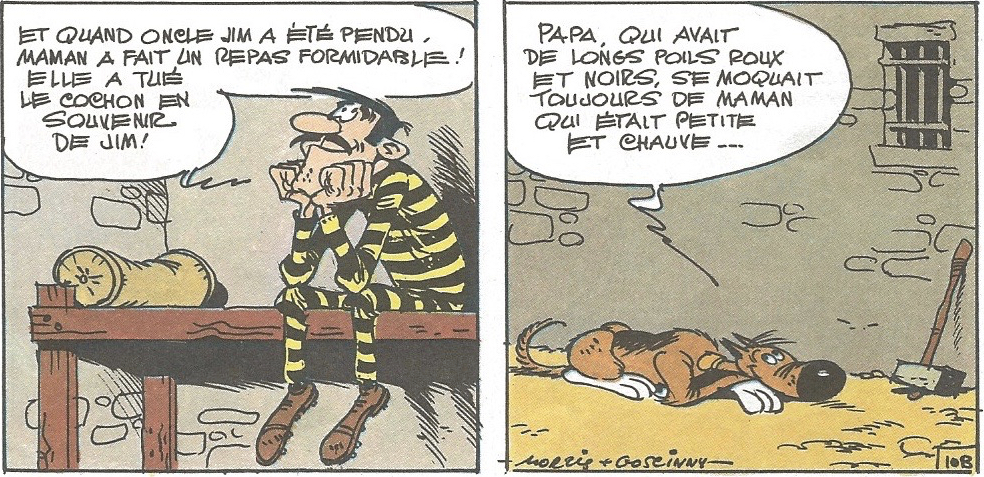 ET QUAND ONCLE JIM A ÉTÉ PENDU,
MAMAN A FAIT UN REPAS FORMIDABLE !
ELLE A TUÉ
LE COCHON EN
SOUVENIR
DE JIM!
PAPA, QUI AVAIT
DE LONGS POILS ROUX
ET NOIRS, SE MOQUAIT
TOUJOURS DE MAMAN
QUI ÉTAIT PETITE
ET CHAUVE ...
MORRIS + GOSCINNY
10B